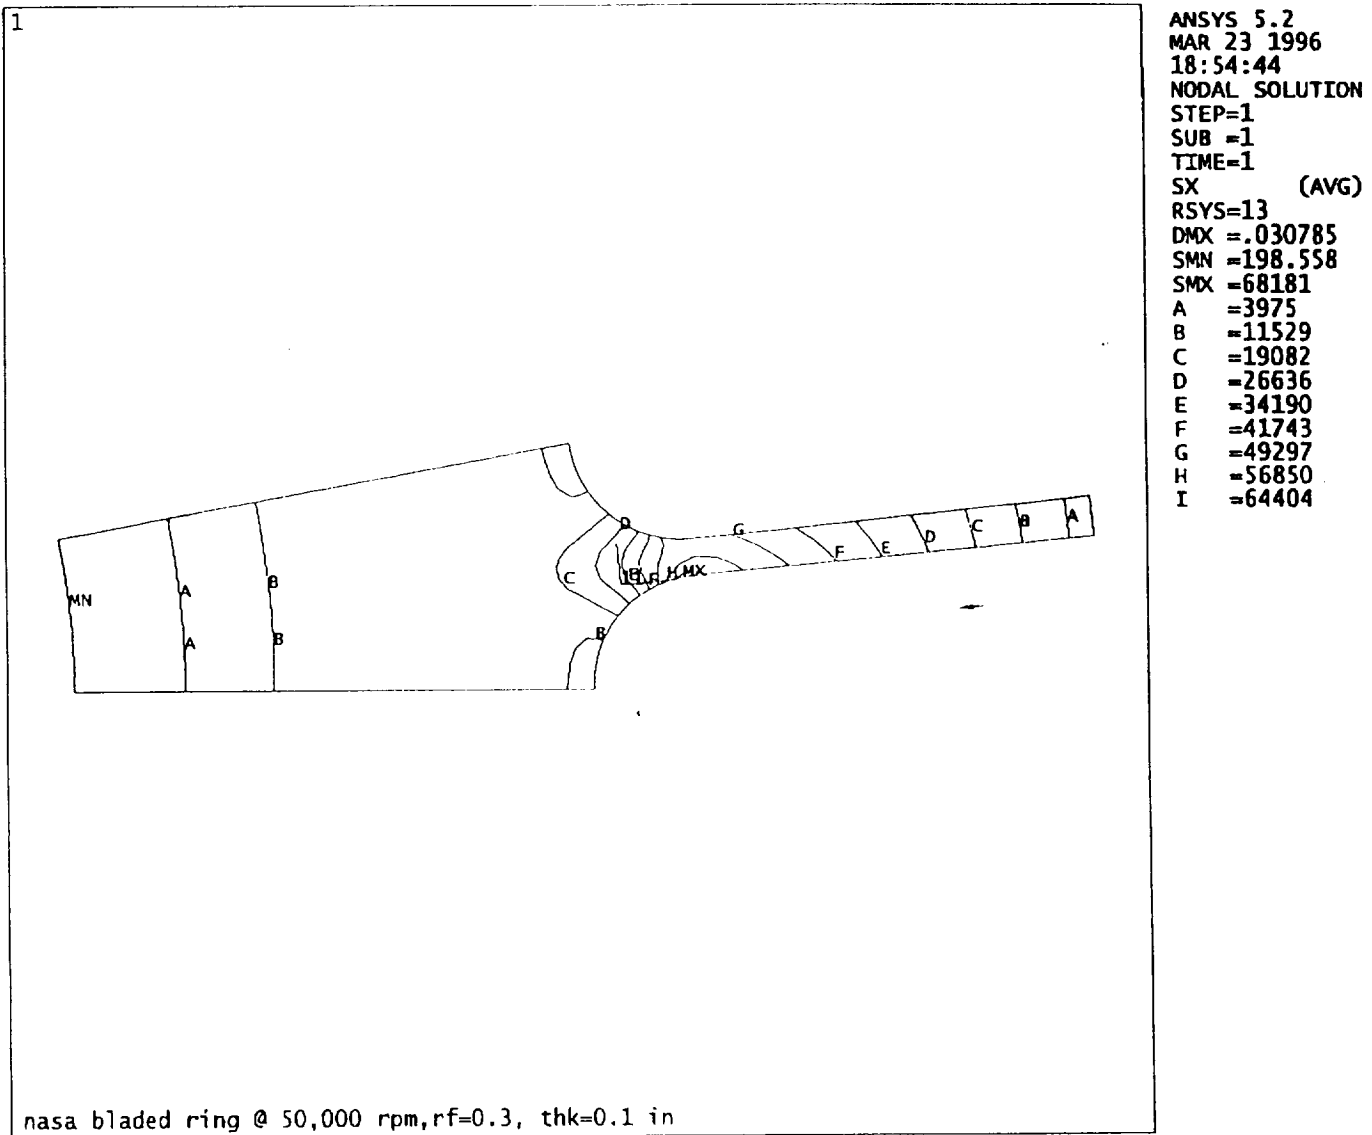 1
ANSYS 5.2
MAR 23 1996
18:54:44
NODAL SOLUTION
STEP=1
SUB =1
TIME=1
SX (AVG)
RSYS=13
DMX =.030785
SMN =198.558
SMX =68181
A =3975
B =11529
C =19082
D =26636
E =34190
F =41743
G =49297
H =56850
I =64404
D
G
A
B
C
D
E
F
MN
A
B
C
F
H
MX
A
B
B
nasa bladed ring @ 50,000 rpm,rf=0.3, thk=0.1 in